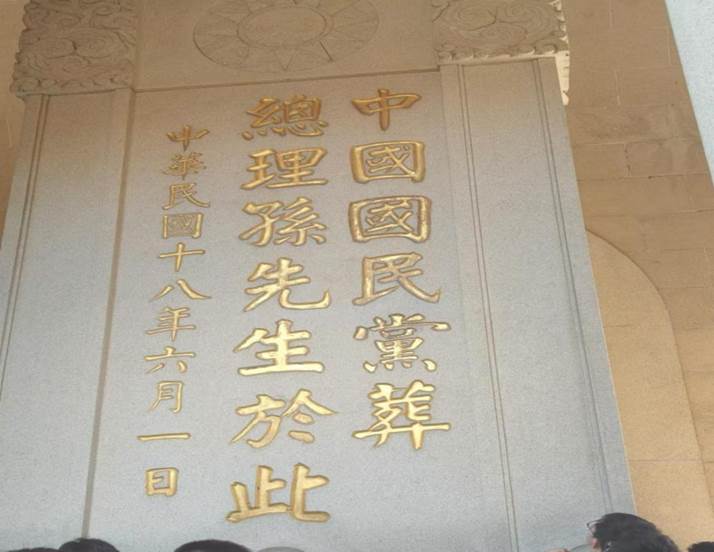 中國國民黨葬
總理孫先生於此
中華民國十八年六月一日